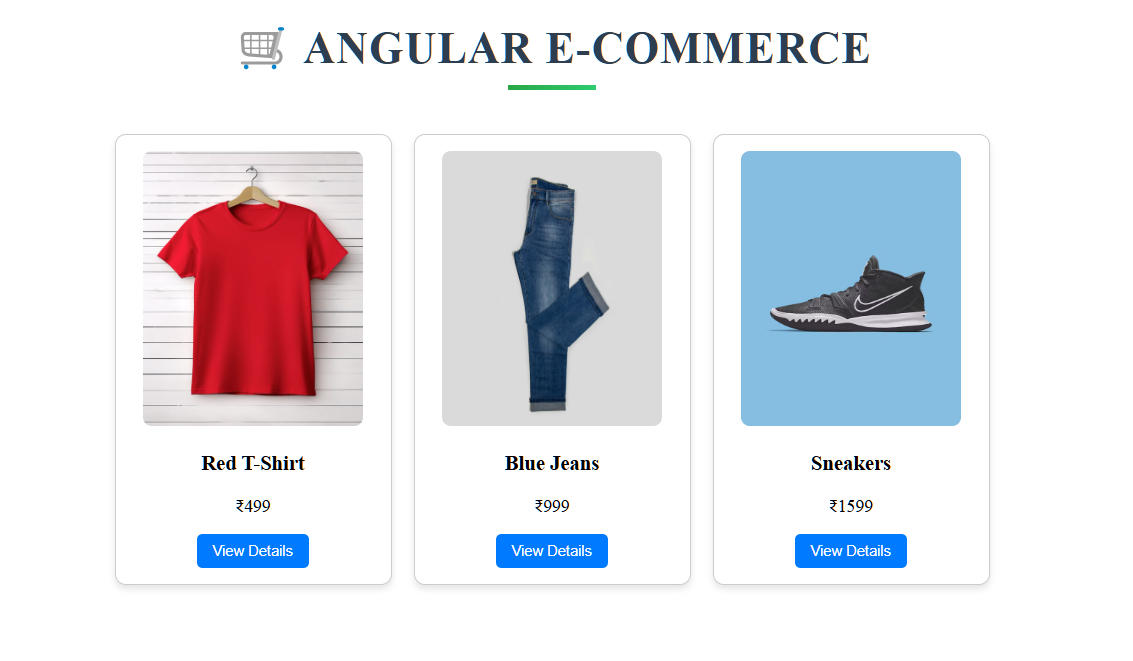 🛒 ANGULAR E-COMMERCE
Red T-Shirt
₹499
View Details
Blue Jeans
₹999
View Details
Sneakers
₹1599
View Details